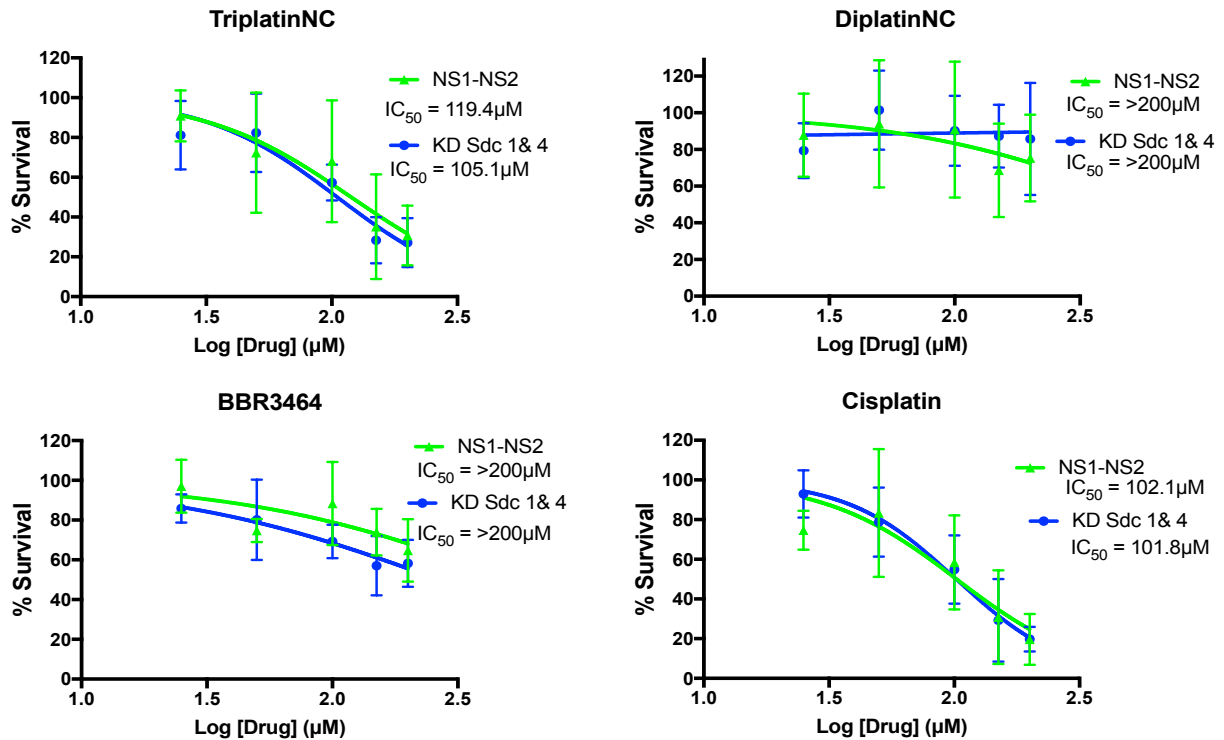 TriplatinNC
% Survival
120
100
80
60
40
20
0
1.0 1.5 2.0 2.5
Log [Drug] (µM)
NS1-NS2
IC50 = 119.4µM
KD Sdc 1& 4
IC50 = 105.1µM
DiplatinNC
% Survival
120
100
80
60
40
20
0
1.0 1.5 2.0 2.5
Log [Drug] (µM)
NS1-NS2
IC50 = >200µM
KD Sdc 1& 4
IC50 = >200µM
BBR3464
% Survival
120
100
80
60
40
20
0
1.0 1.5 2.0 2.5
Log [Drug] (µM)
NS1-NS2
IC50 = >200µM
KD Sdc 1& 4
IC50 = >200µM
Cisplatin
% Survival
120
100
80
60
40
20
0
1.0 1.5 2.0 2.5
Log [Drug] (µM)
NS1-NS2
IC50 = 102.1µM
KD Sdc 1& 4
IC50 = 101.8µM